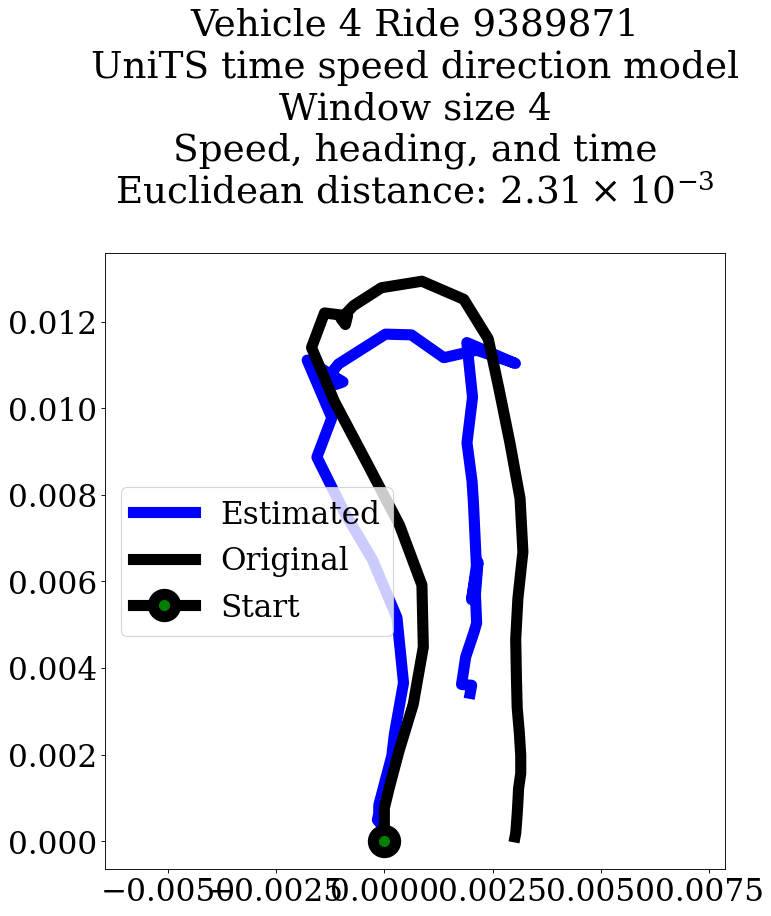 Vehicle 4 Ride 9389871
UniTS time speed direction model
Window size 4
Speed, heading, and time
Euclidean distance: 2.31 × 10⁻³
0.012
0.010
0.008
0.006
0.004
0.002
0.000
Estimated
Original
Start
−0.0050 −0.0025 0.0000 0.0025 0.0050 0.0075